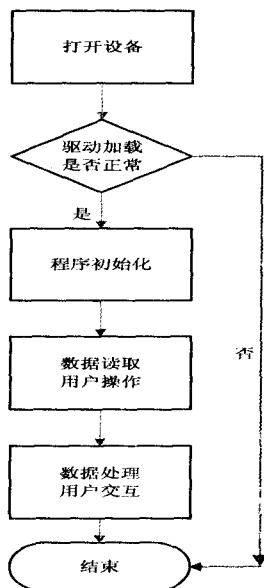 打开设备
驱动加载
是否正常
是
程序初始化
否
数据读取
用户操作
数据处理
用户交互
结束